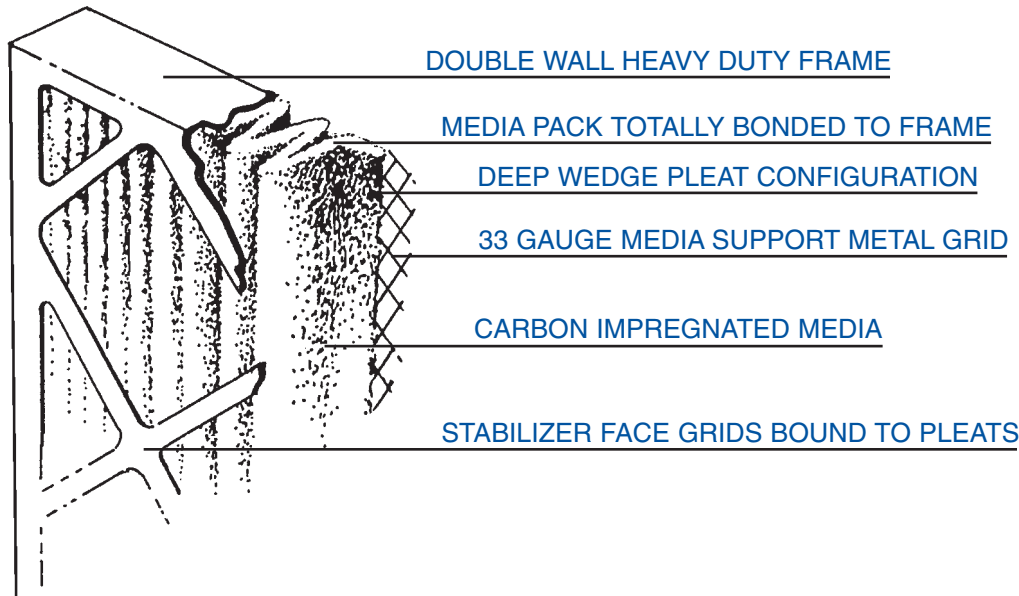 DOUBLE WALL HEAVY DUTY FRAME
MEDIA PACK TOTALLY BONDED TO FRAME
DEEP WEDGE PLEAT CONFIGURATION
33 GAUGE MEDIA SUPPORT METAL GRID
CARBON IMPREGNATED MEDIA
STABILIZER FACE GRIDS BOUND TO PLEATS